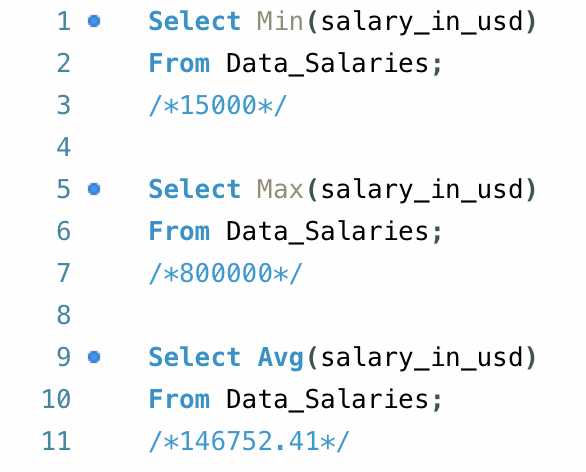 1 Select Min(salary_in_usd)
2 From Data_Salaries;
3 /*15000*/
4
5 Select Max(salary_in_usd)
6 From Data_Salaries;
7 /*800000*/
8
9 Select Avg(salary_in_usd)
10 From Data_Salaries;
11 /*146752.41*/